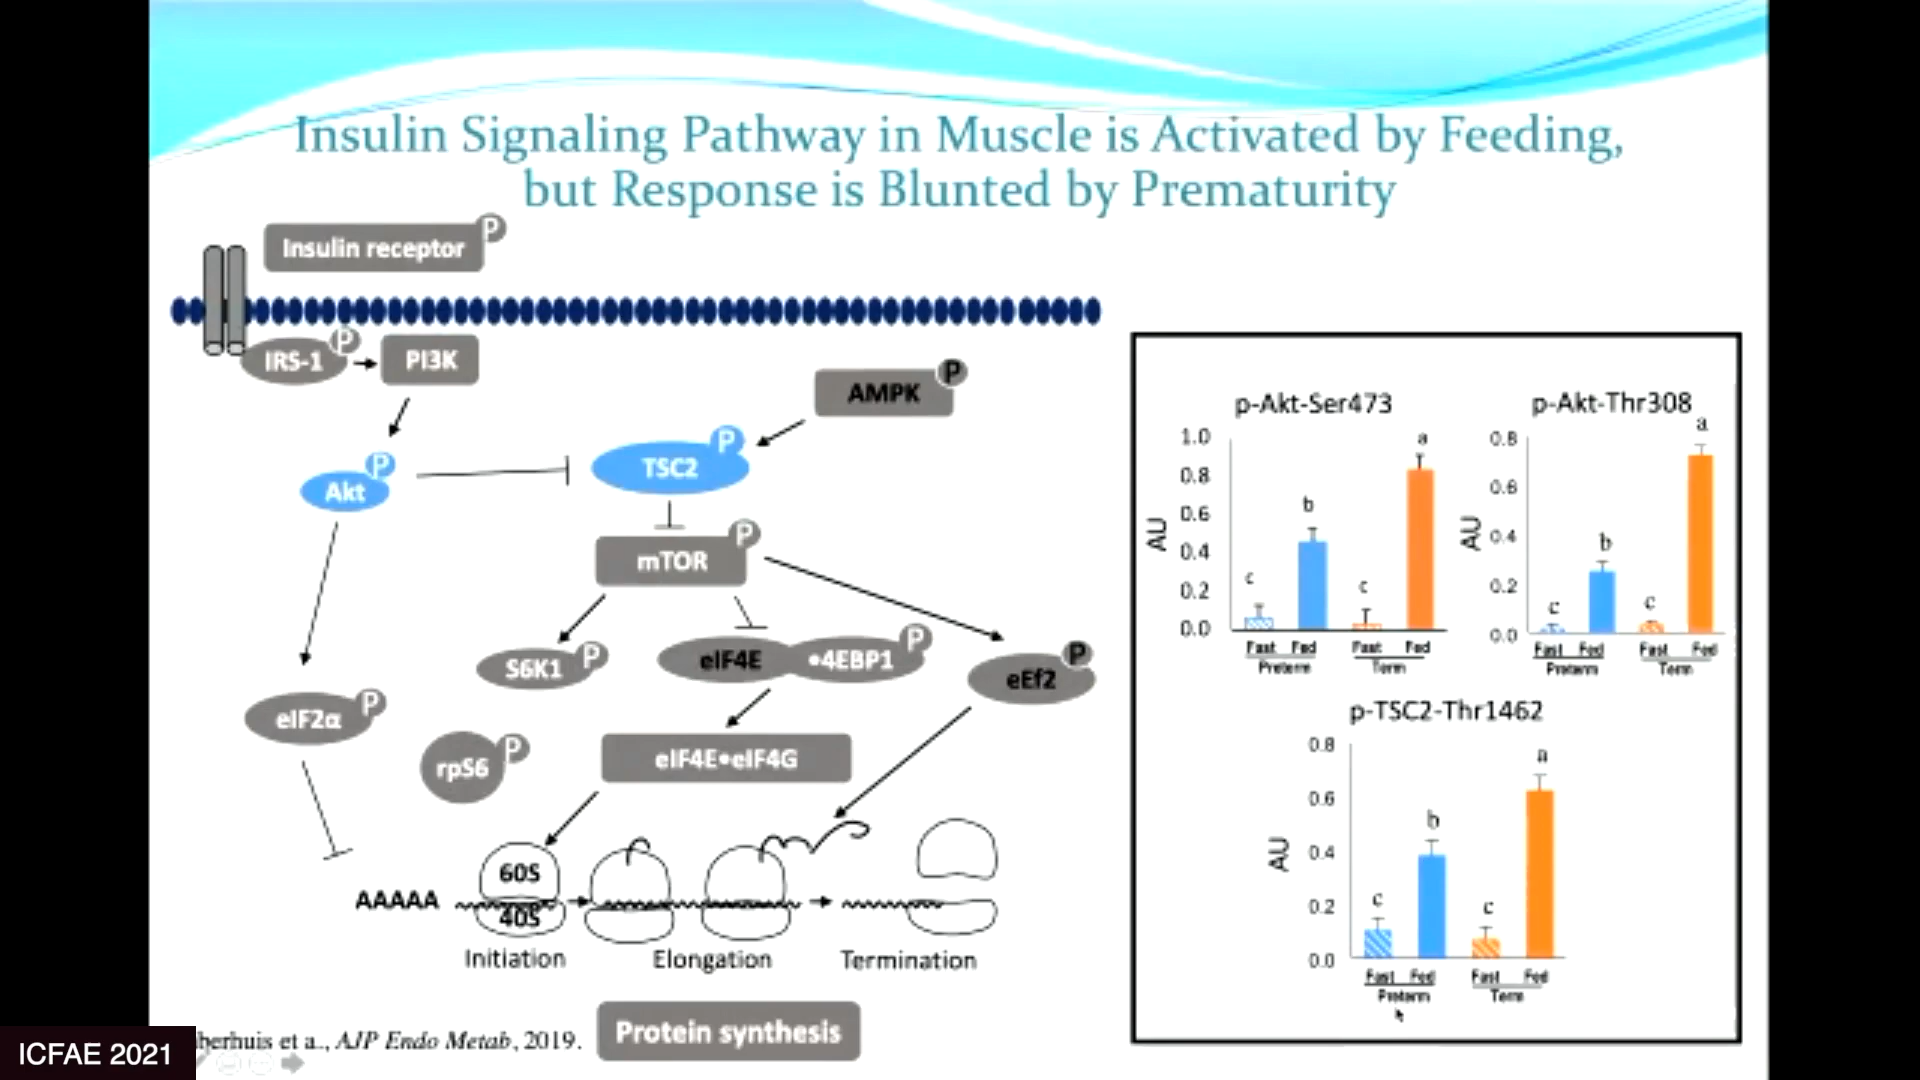 Insulin Signaling Pathway in Muscle is Activated by Feeding,
but Response is Blunted by Prematurity
Insulin receptor
P
IRS-1
P
PI3K
AMPK
P
Akt
P
TSC2
P
mTOR
P
S6K1
P
eIF4E
•4EBP1
P
eEf2
P
eIF2α
P
rpS6
P
eIF4E•eIF4G
60S
40S
AAAAA
Initiation
Elongation
Termination
Protein synthesis
berhuis et a., AJP Endo Metab, 2019.
ICFAE 2021
p-Akt-Ser473
AU
1.0
0.8
0.6
0.4
0.2
0.0
c
b
c
a
Fast Fed Fast Fed
Preterm Term
p-Akt-Thr308
AU
0.8
0.6
0.4
0.2
0.0
c
b
c
a
Fast Fed Fast Fed
Preterm Term
p-TSC2-Thr1462
AU
0.8
0.6
0.4
0.2
0.0
c
b
c
a
Fast Fed Fast Fed
Preterm Term